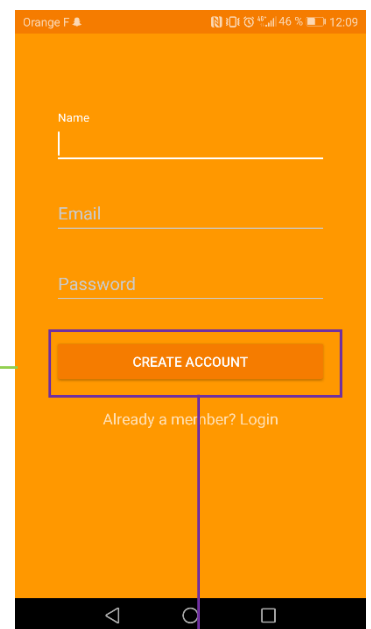 Orange F 46 % 12:09
Name
Email
Password
CREATE ACCOUNT
Already a member? Login